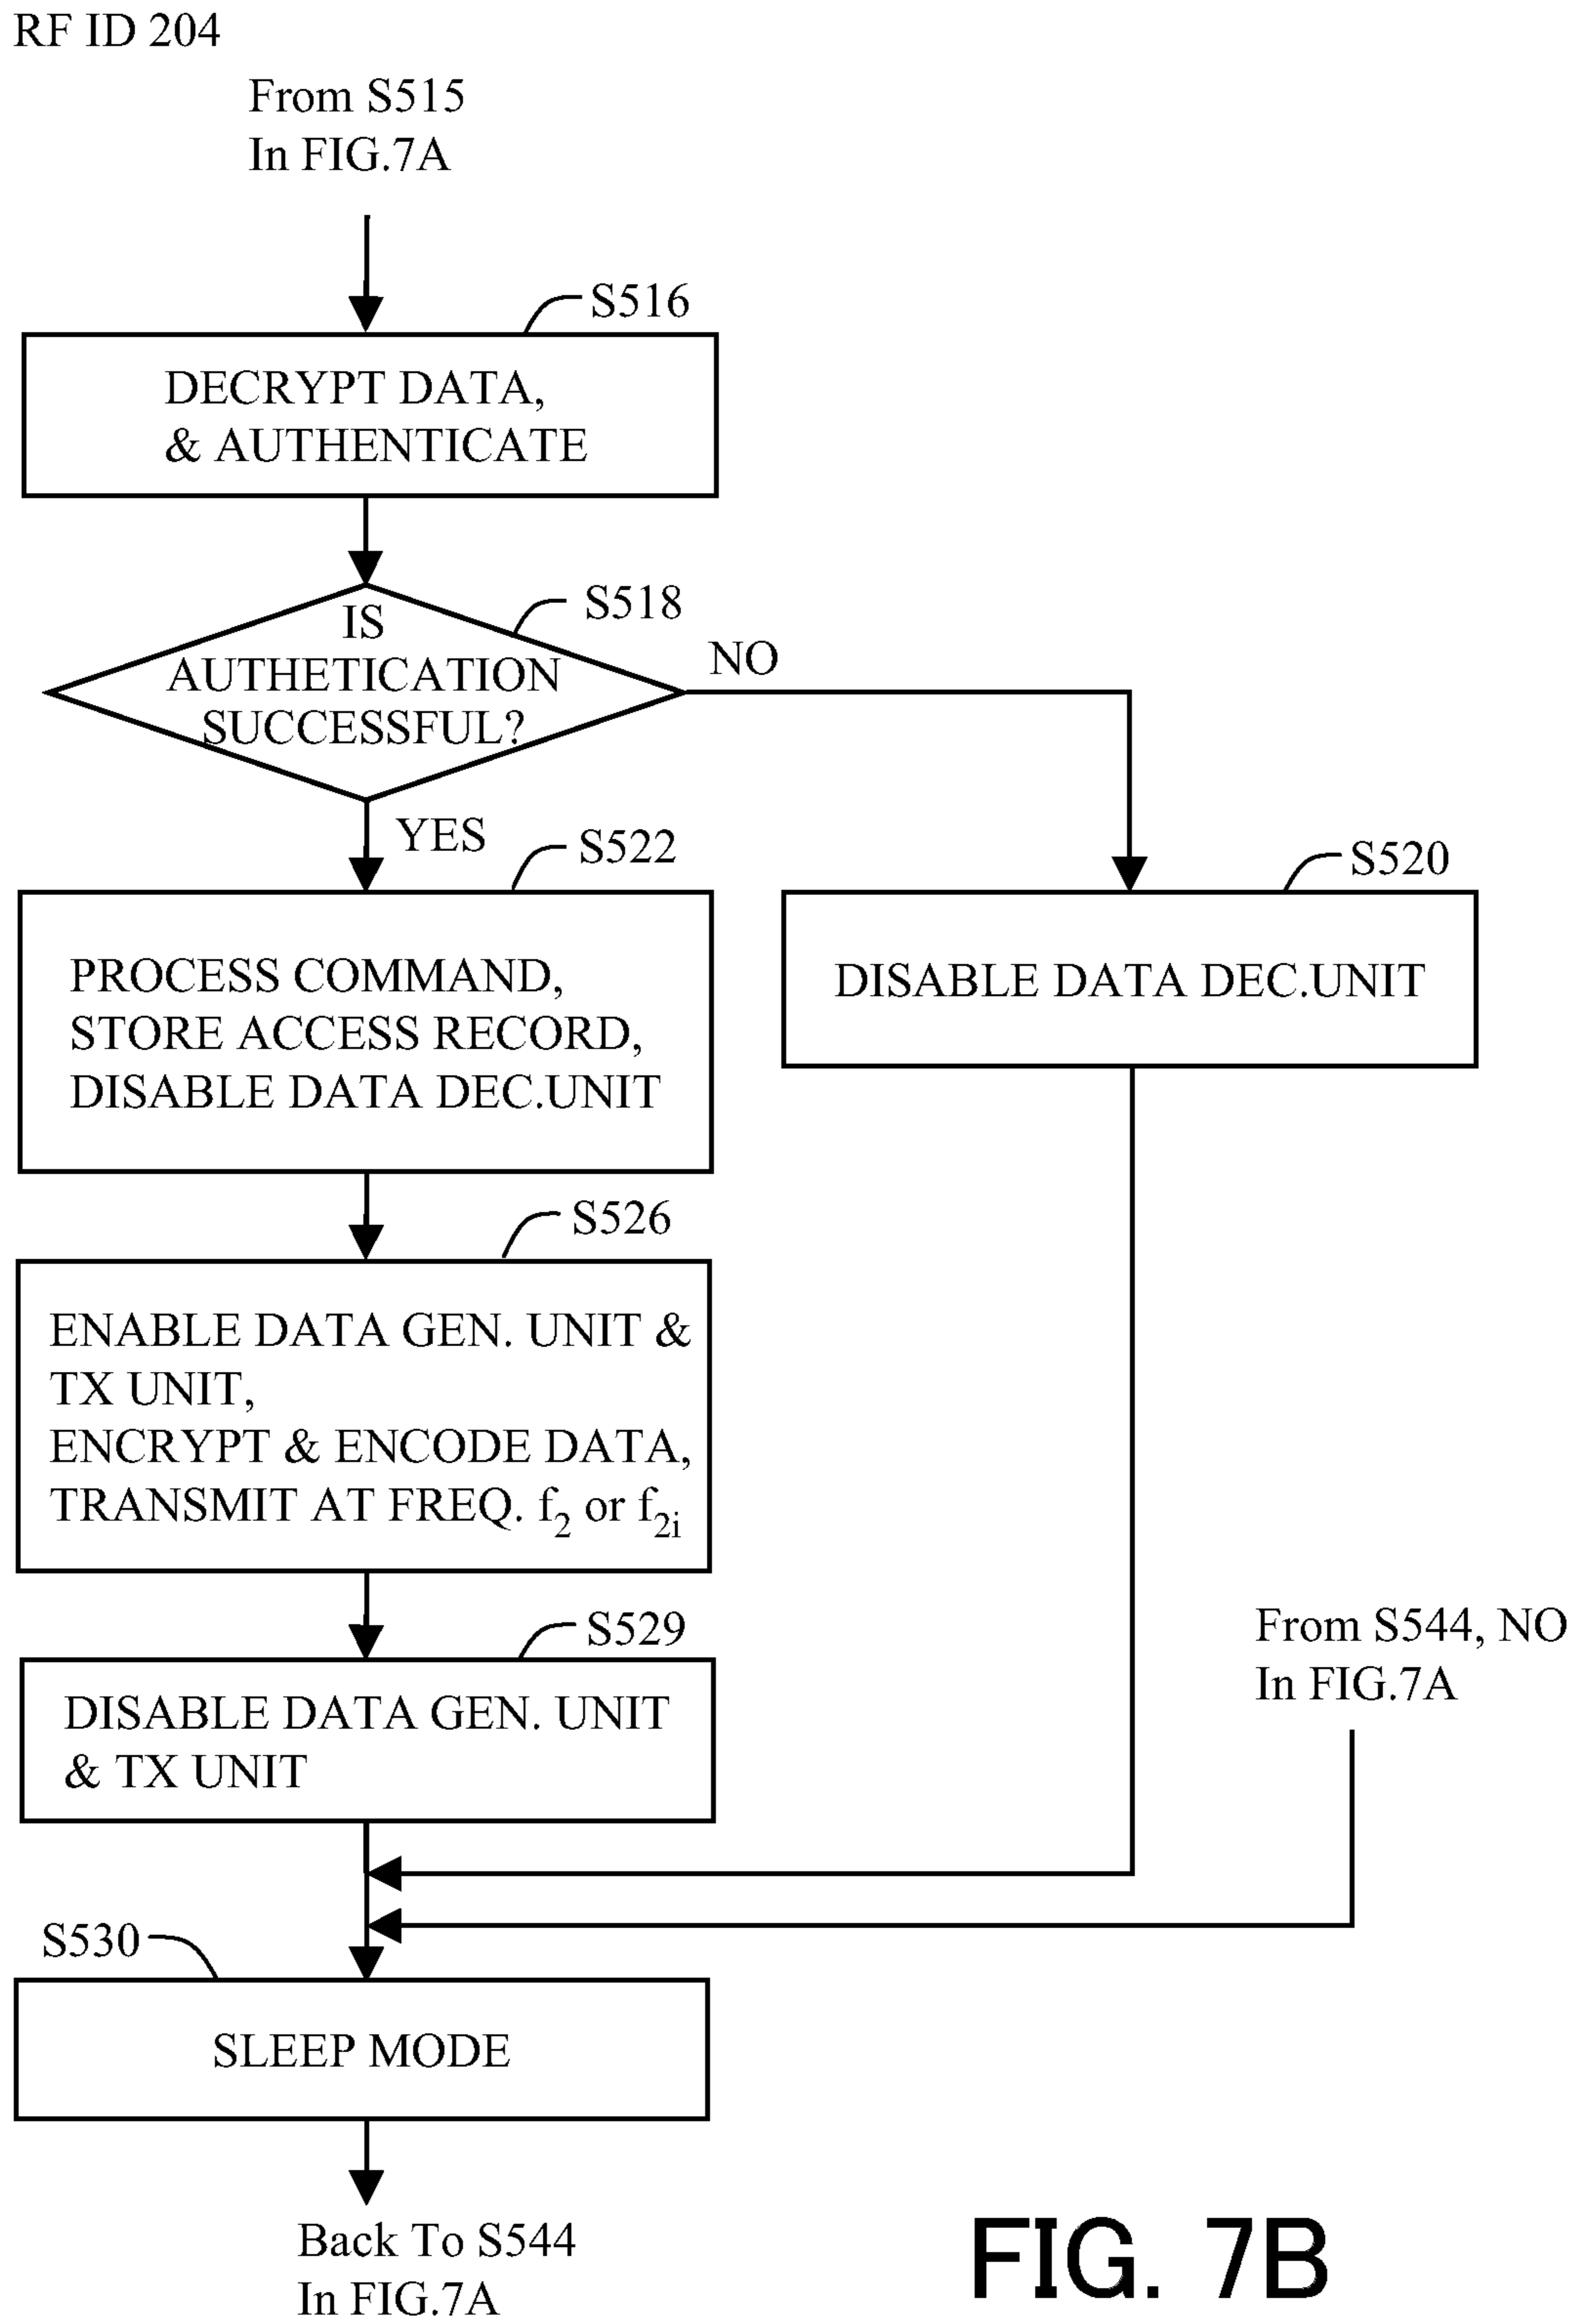 RF ID 204
From S515
In FIG.7A
S516
DECRYPT DATA,
& AUTHENTICATE
S518
IS
AUTHETICATION
SUCCESSFUL?
NO
YES
S522
PROCESS COMMAND,
STORE ACCESS RECORD,
DISABLE DATA DEC.UNIT
S520
DISABLE DATA DEC.UNIT
S526
ENABLE DATA GEN. UNIT &
TX UNIT,
ENCRYPT & ENCODE DATA,
TRANSMIT AT FREQ. f2 or f2i
S529
DISABLE DATA GEN. UNIT
& TX UNIT
From S544, NO
In FIG.7A
S530
SLEEP MODE
Back To S544
In FIG.7A
FIG. 7B